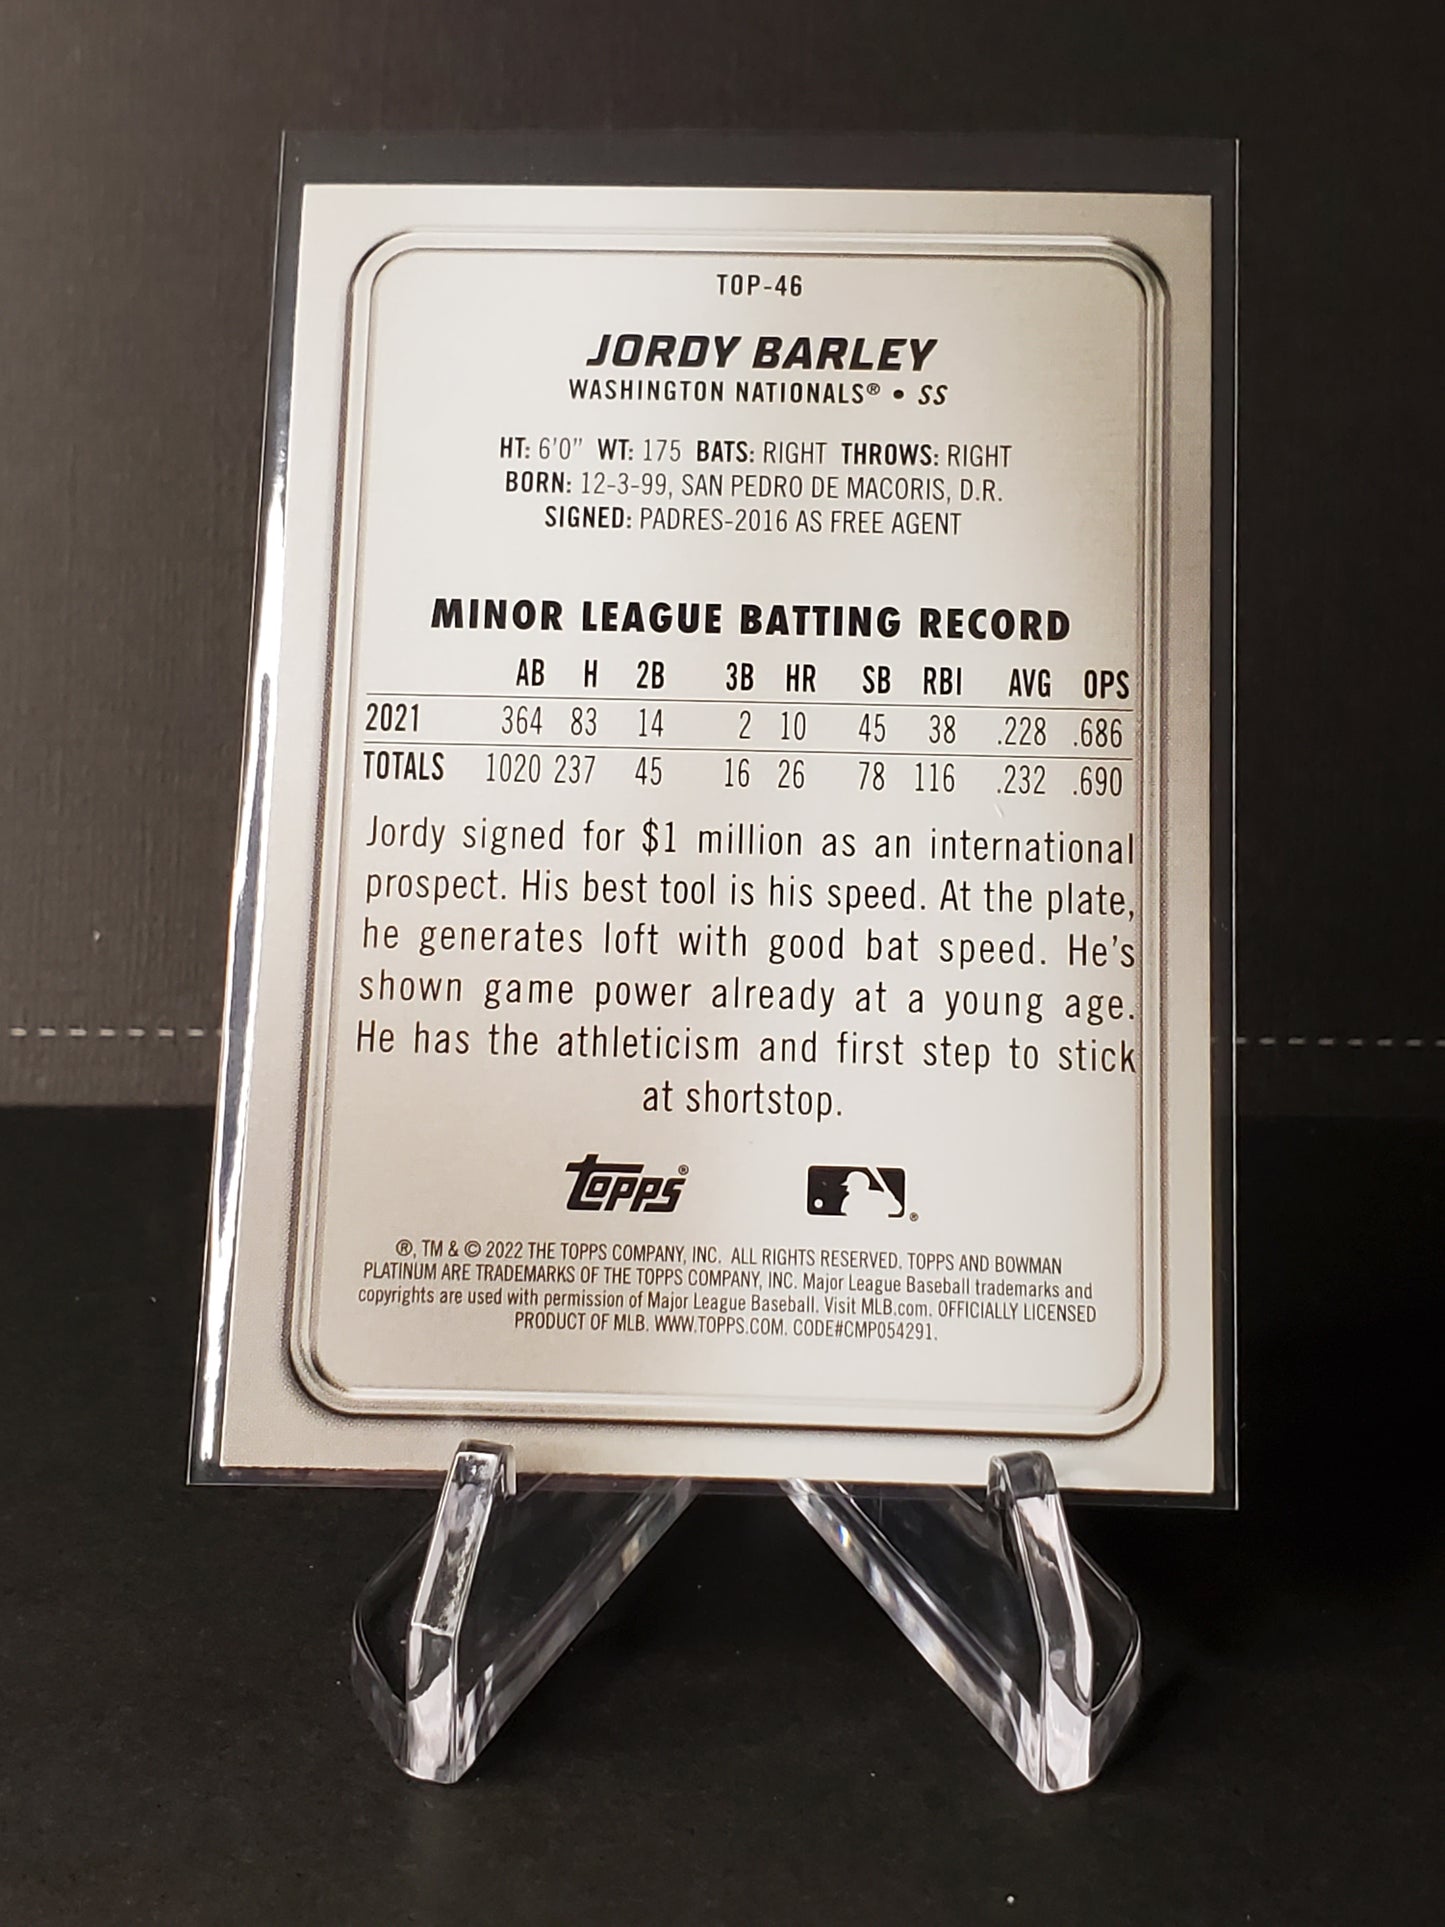 TOP-46
JORDY BARLEY
WASHINGTON NATIONALS® • SS
HT: 6'0" WT: 175 BATS: RIGHT THROWS: RIGHT
BORN: 12-3-99, SAN PEDRO DE MACORIS, D.R.
SIGNED: PADRES-2016 AS FREE AGENT
MINOR LEAGUE BATTING RECORD
AB H 2B 3B HR SB RBI AVG OPS
2021 364 83 14 2 10 45 38 .228 .686
TOTALS 1020 237 45 16 26 78 116 .232 .690
Jordy signed for $1 million as an international
prospect. His best tool is his speed. At the plate,
he generates loft with good bat speed. He's
shown game power already at a young age.
He has the athleticism and first step to stick
at shortstop.
Topps® ®
®, TM & © 2022 THE TOPPS COMPANY, INC. ALL RIGHTS RESERVED. TOPPS AND BOWMAN
PLATINUM ARE TRADEMARKS OF THE TOPPS COMPANY, INC. Major League Baseball trademarks and
copyrights are used with permission of Major League Baseball. Visit MLB.com. OFFICIALLY LICENSED
PRODUCT OF MLB. WWW.TOPPS.COM. CODE#CMP054291.